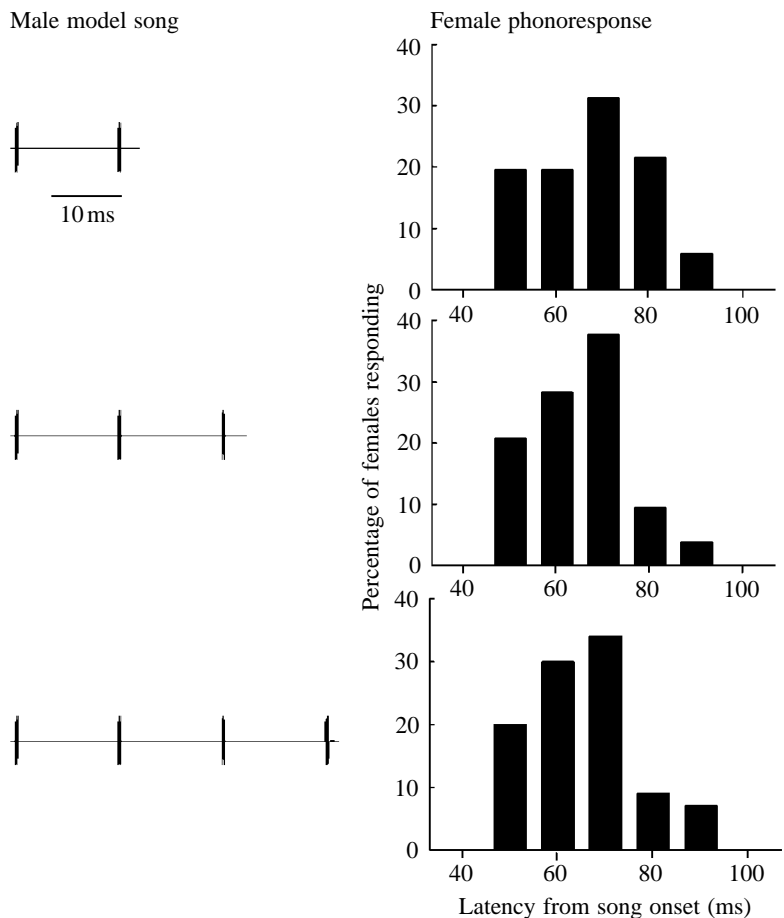 Male model song
Female phonoresponse
10 ms
40
30
20
10
0
40 60 80 100
40
30
20
10
0
40 60 80 100
40
30
20
10
0
40 60 80 100
Percentage of females responding
Latency from song onset (ms)